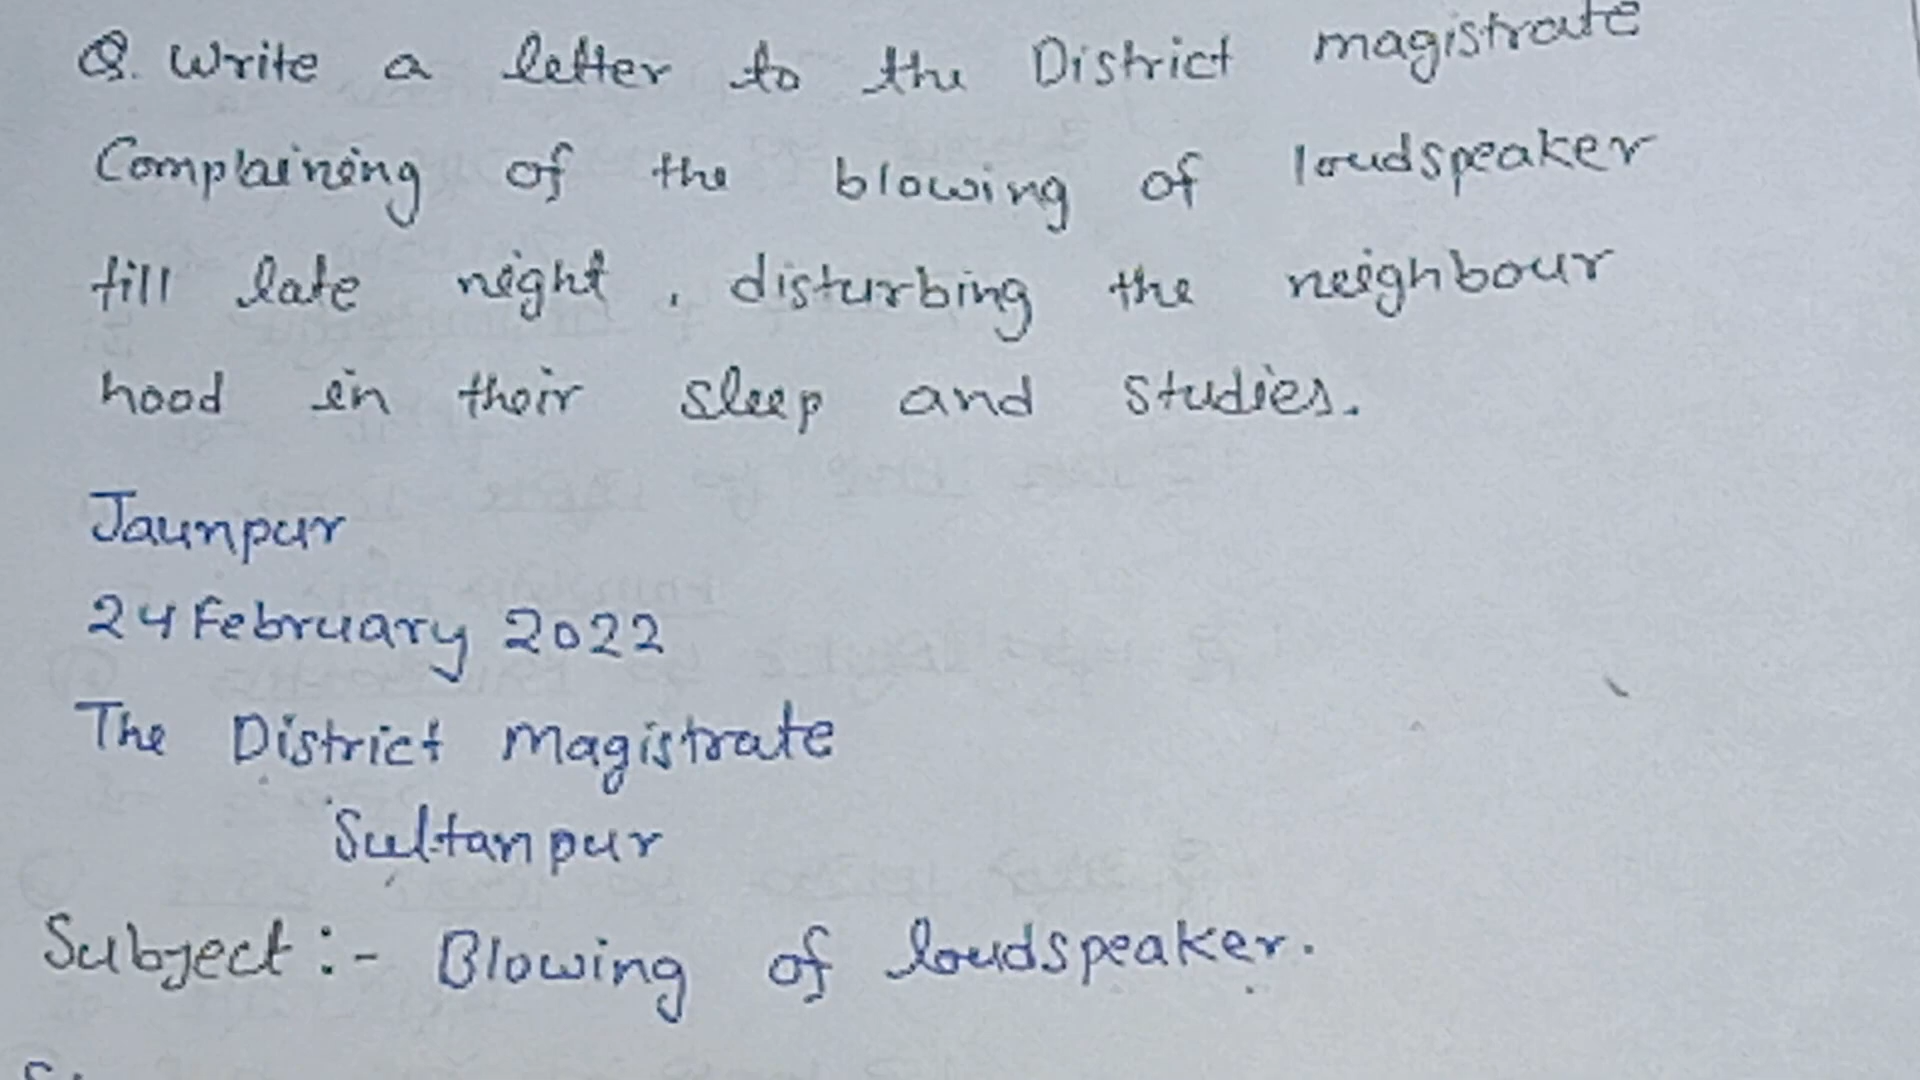 Q. Write a letter to the District magistrate
Complaining of the blowing of loudspeaker
till late night, disturbing the neighbour
hood in their sleep and studies.
Jaunpur
24 February 2022
The District Magistrate
Sultanpur
Subject :- Blowing of loudspeaker.